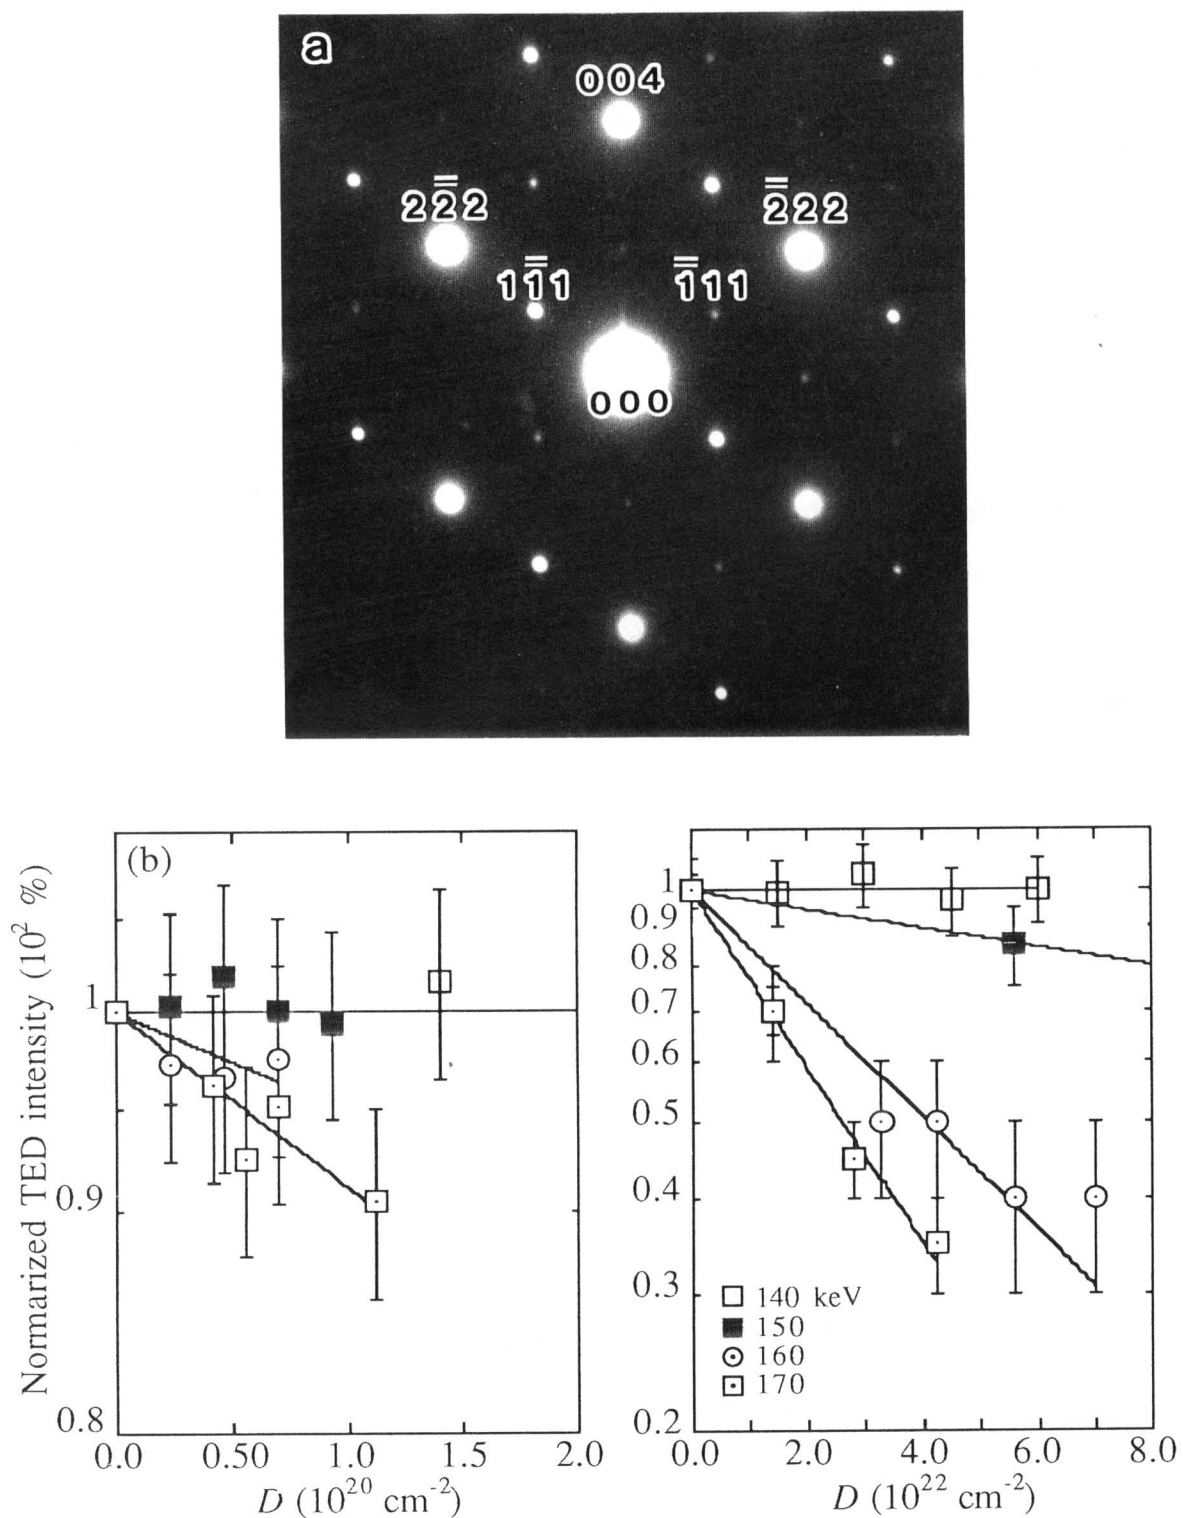 a
004
22̅̅2
2̅̅22
11̅̅1
1̅̅11
000
Normarized TED intensity (10² %)
(b)
1
0.9
0.8
0.0 0.50 1.0 1.5 2.0
D (10²⁰ cm⁻²)
1
0.9
0.8
0.7
0.6
0.5
0.4
0.3
0.2
140 keV
150
160
170
0.0 2.0 4.0 6.0 8.0
D (10²² cm⁻²)